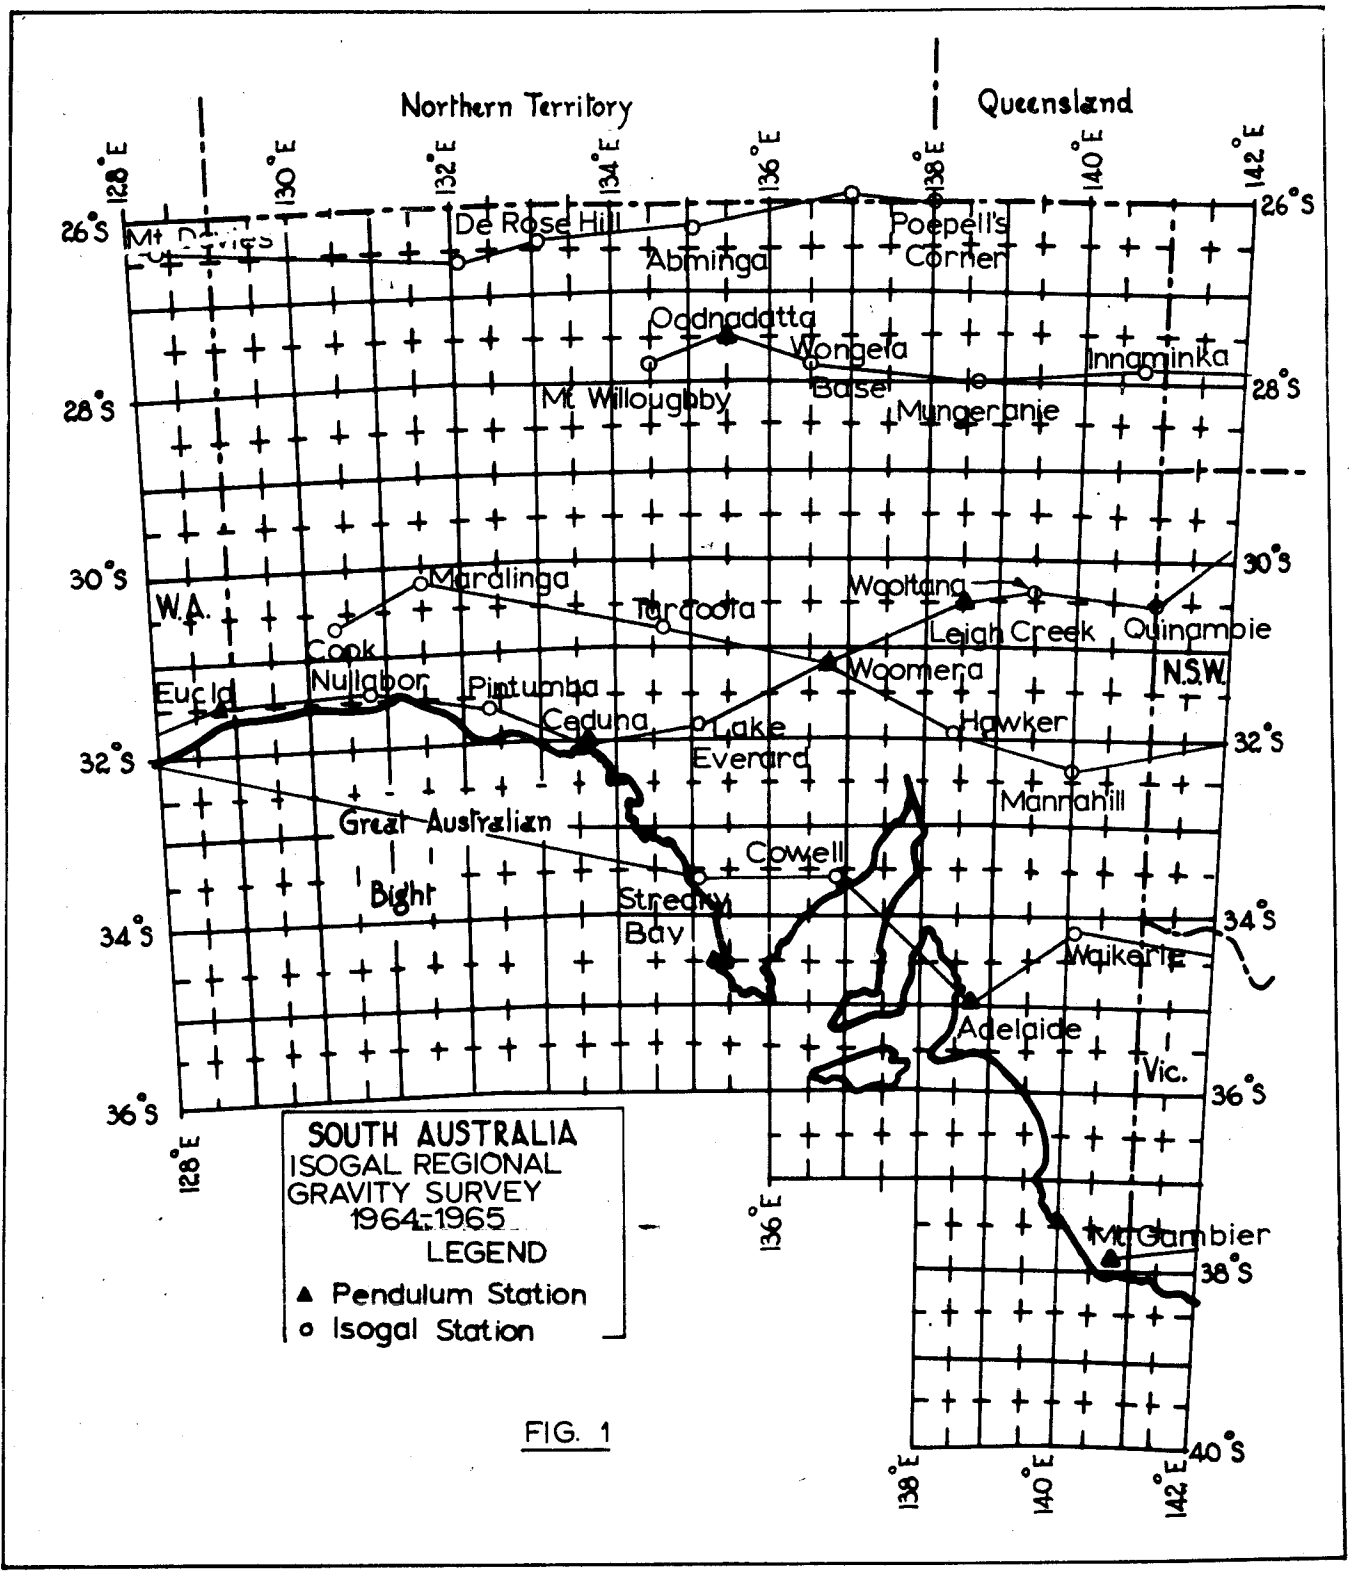 Northern Territory
Queensland
128°E
130°E
132°E
134°E
136°E
138°E
140°E
142°E
26°S
26°S
Mt. Davies
De Rose Hill
Abminga
Poepell's
Corner
Oodnadatta
Wongela
Base
Innaminka
Mt Willoughby
Mungeranie
28°S
28°S
30°S
30°S
Maralinga
Wooltana
W.A.
Tarcoola
Cook
Leigh Creek
Quinambie
Woomera
N.S.W.
Eucla
Nullabor
Pintumba
Ceduna
Lake
Everard
Hawker
32°S
32°S
Mannahill
Great Australian
Bight
Cowell
Streaky
Bay
34°S
34°S
Waikerie
Adelaide
Vic.
36°S
36°S
128°E
136°E
SOUTH AUSTRALIA
ISOGAL REGIONAL
GRAVITY SURVEY
1964-1965
LEGEND
▲ Pendulum Station
○ Isogal Station
Mt. Gambier
38°S
FIG. 1
40°S
138°E
140°E
142°E